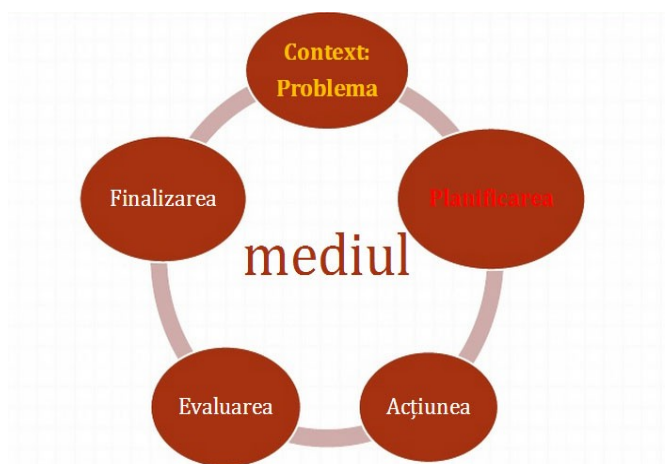 Context:
Problema
Planificarea
Finalizarea
mediul
Evaluarea
Acțiunea